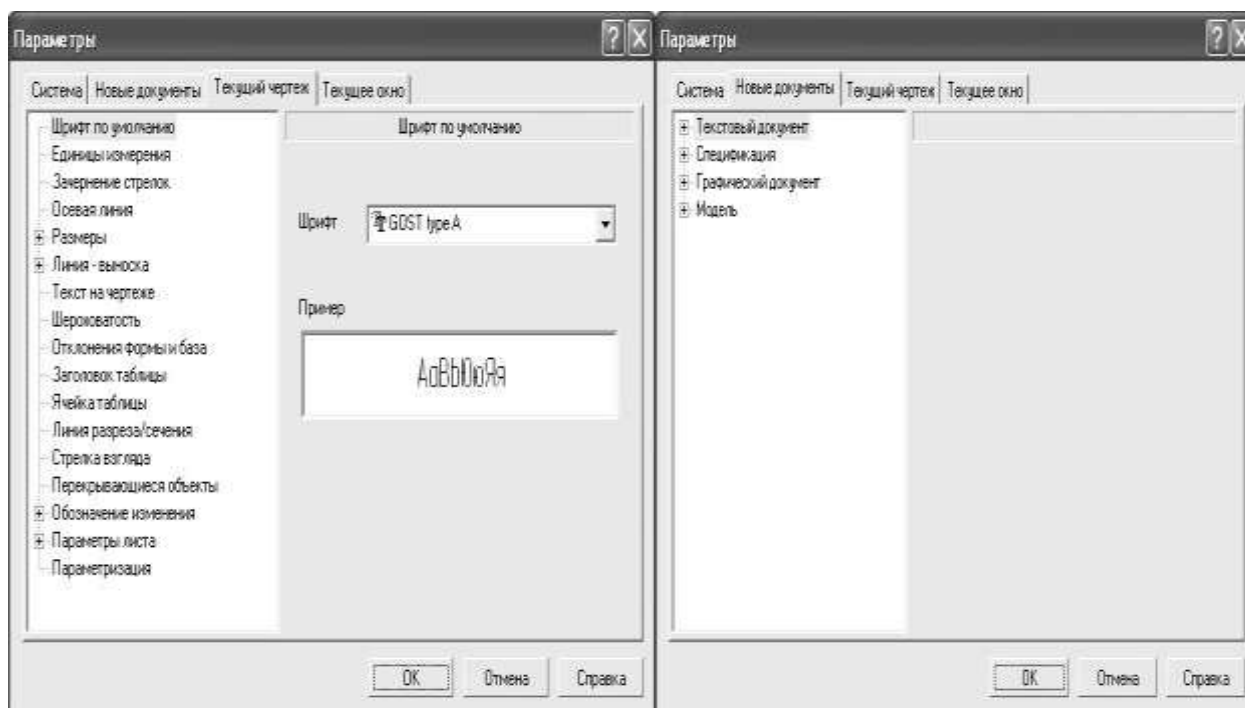 Параметры
Система Новые документы Текущий чертеж Текущее окно
Шрифт по умолчанию
Единицы измерения
Зачернение стрелок
Осевая линия
Размеры
Линия - выноска
Текст на чертеже
Шероховатость
Отклонения формы и база
Заголовок таблицы
Ячейка таблицы
Линия разреза/сечения
Стрелка взгляда
Перекрывающиеся объекты
Обозначение изменения
Параметры листа
Параметризация
Шрифт по умолчанию
Шрифт GOST type A
Пример
АаВbЮюЯя
OK Отмена Справка
Параметры
Система Новые документы Текущий чертеж Текущее окно
Текстовый документ
Спецификация
Графический документ
Модель
OK Отмена Справка